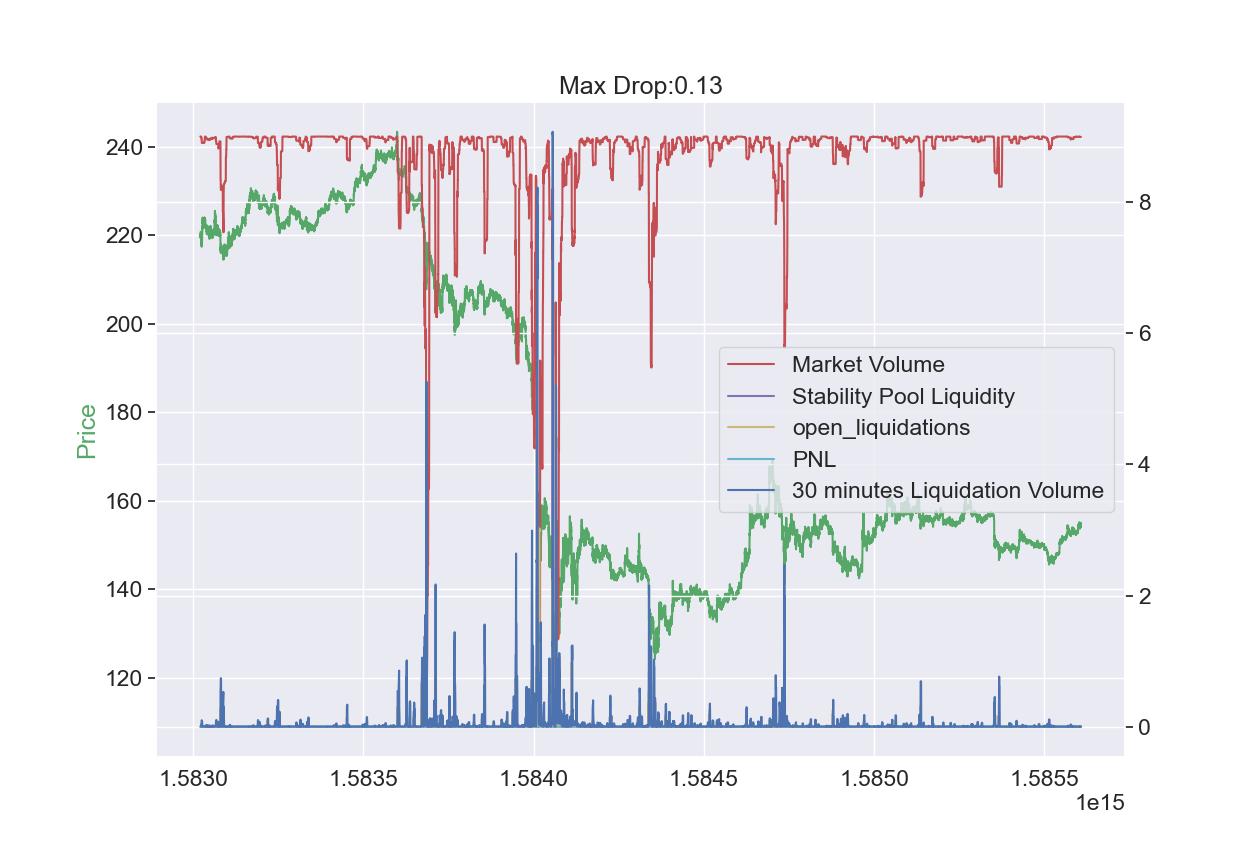 Max Drop:0.13
240
220
200
180
160
140
120
Price
8
6
4
2
0
Market Volume
Stability Pool Liquidity
open_liquidations
PNL
30 minutes Liquidation Volume
1.5830 1.5835 1.5840 1.5845 1.5850 1.5855
1e15